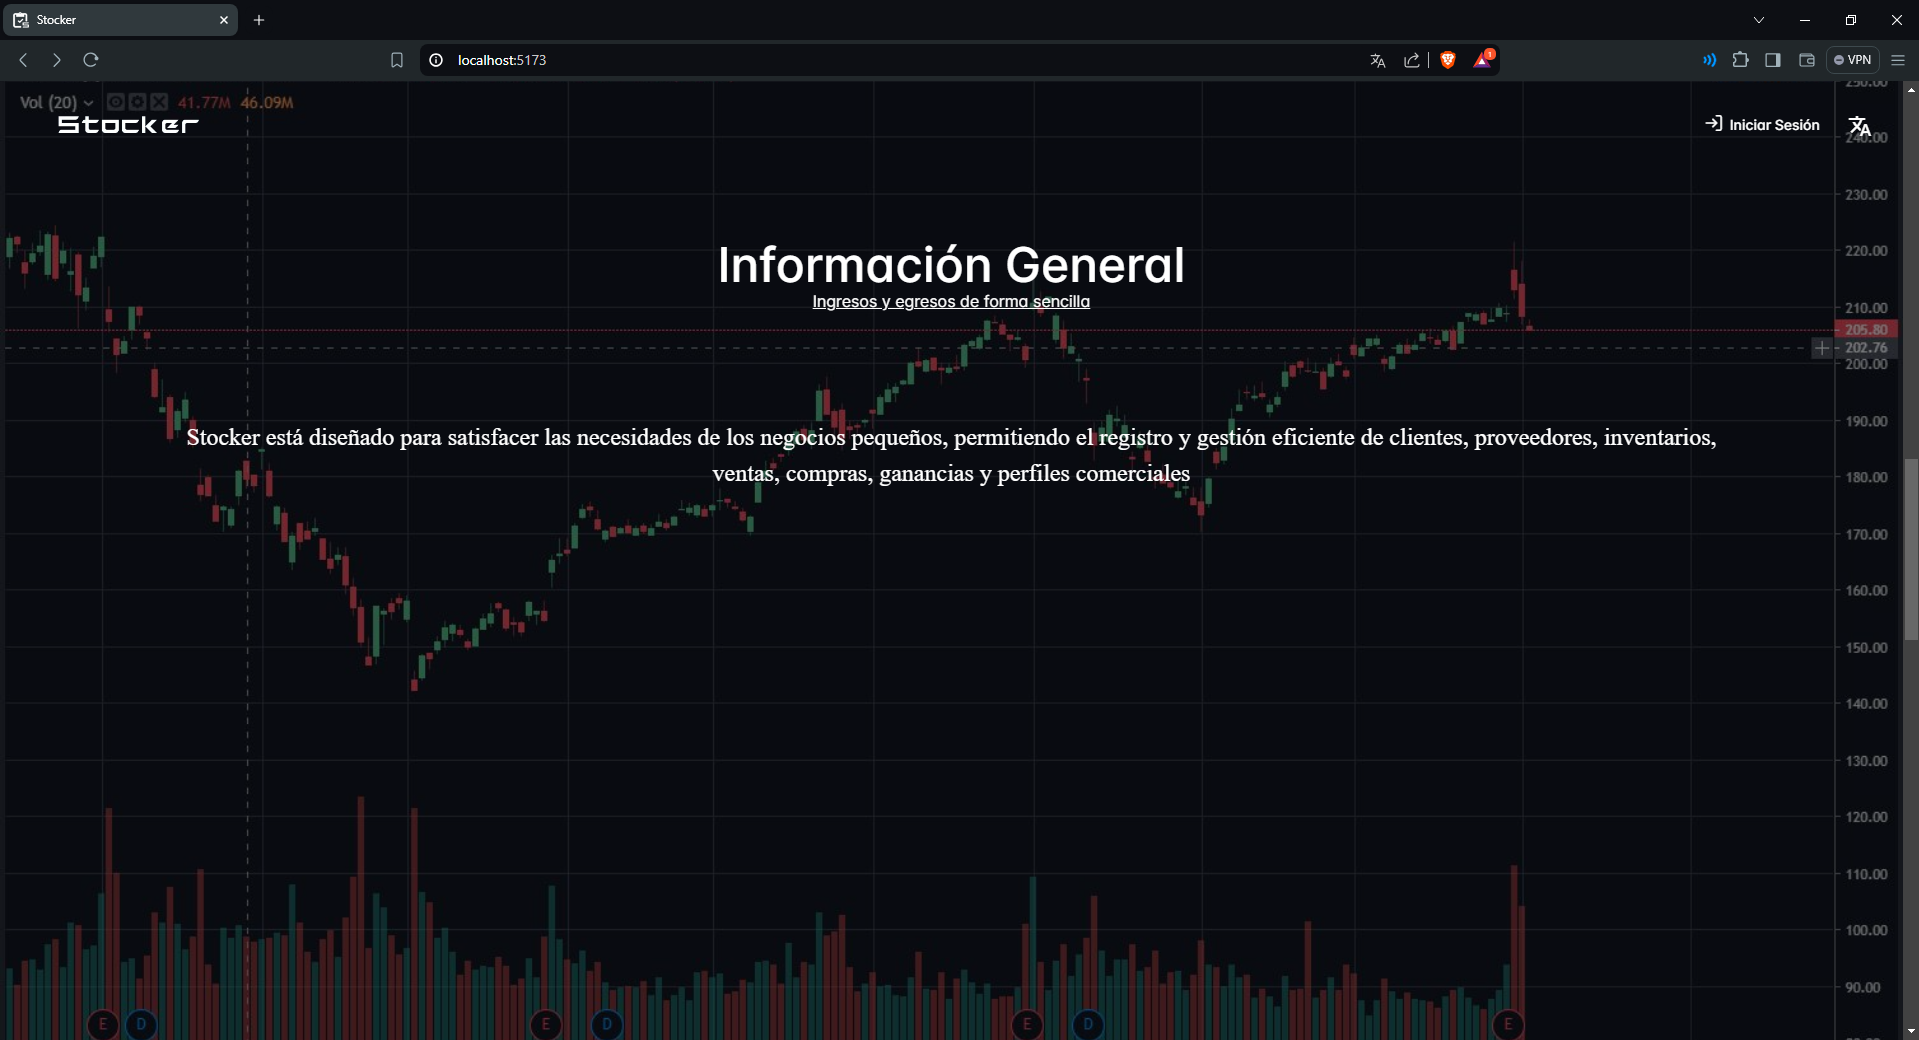 Stocker
localhost:5173
1
VPN
250.00
Vol (20) 41.77M 46.09M
Stocker
Iniciar Sesión
240.00
230.00
220.00
Información General
Ingresos y egresos de forma sencilla
210.00
205.80
202.76
200.00
190.00
Stocker está diseñado para satisfacer las necesidades de los negocios pequeños, permitiendo el registro y gestión eficiente de clientes, proveedores, inventarios,
ventas, compras, ganancias y perfiles comerciales
180.00
170.00
160.00
150.00
140.00
130.00
120.00
110.00
100.00
90.00
E D E D E D E